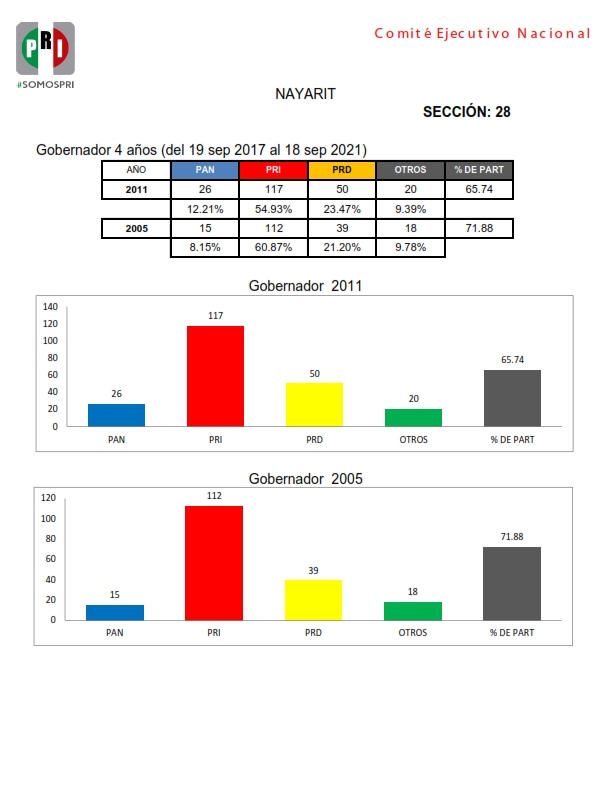 PRI
#SOMOSPRI
Comité Ejecutivo Nacional
NAYARIT
SECCIÓN: 28
Gobernador 4 años (del 19 sep 2017 al 18 sep 2021)
AÑO PAN PRI PRD OTROS % DE PART
2011 26 117 50 20 65.74
12.21% 54.93% 23.47% 9.39%
2005 15 112 39 18 71.88
8.15% 60.87% 21.20% 9.78%
Gobernador 2011
140
120
100
80
60
40
20
0
26
117
50
20
65.74
PAN PRI PRD OTROS % DE PART
Gobernador 2005
120
100
80
60
40
20
0
15
112
39
18
71.88
PAN PRI PRD OTROS % DE PART